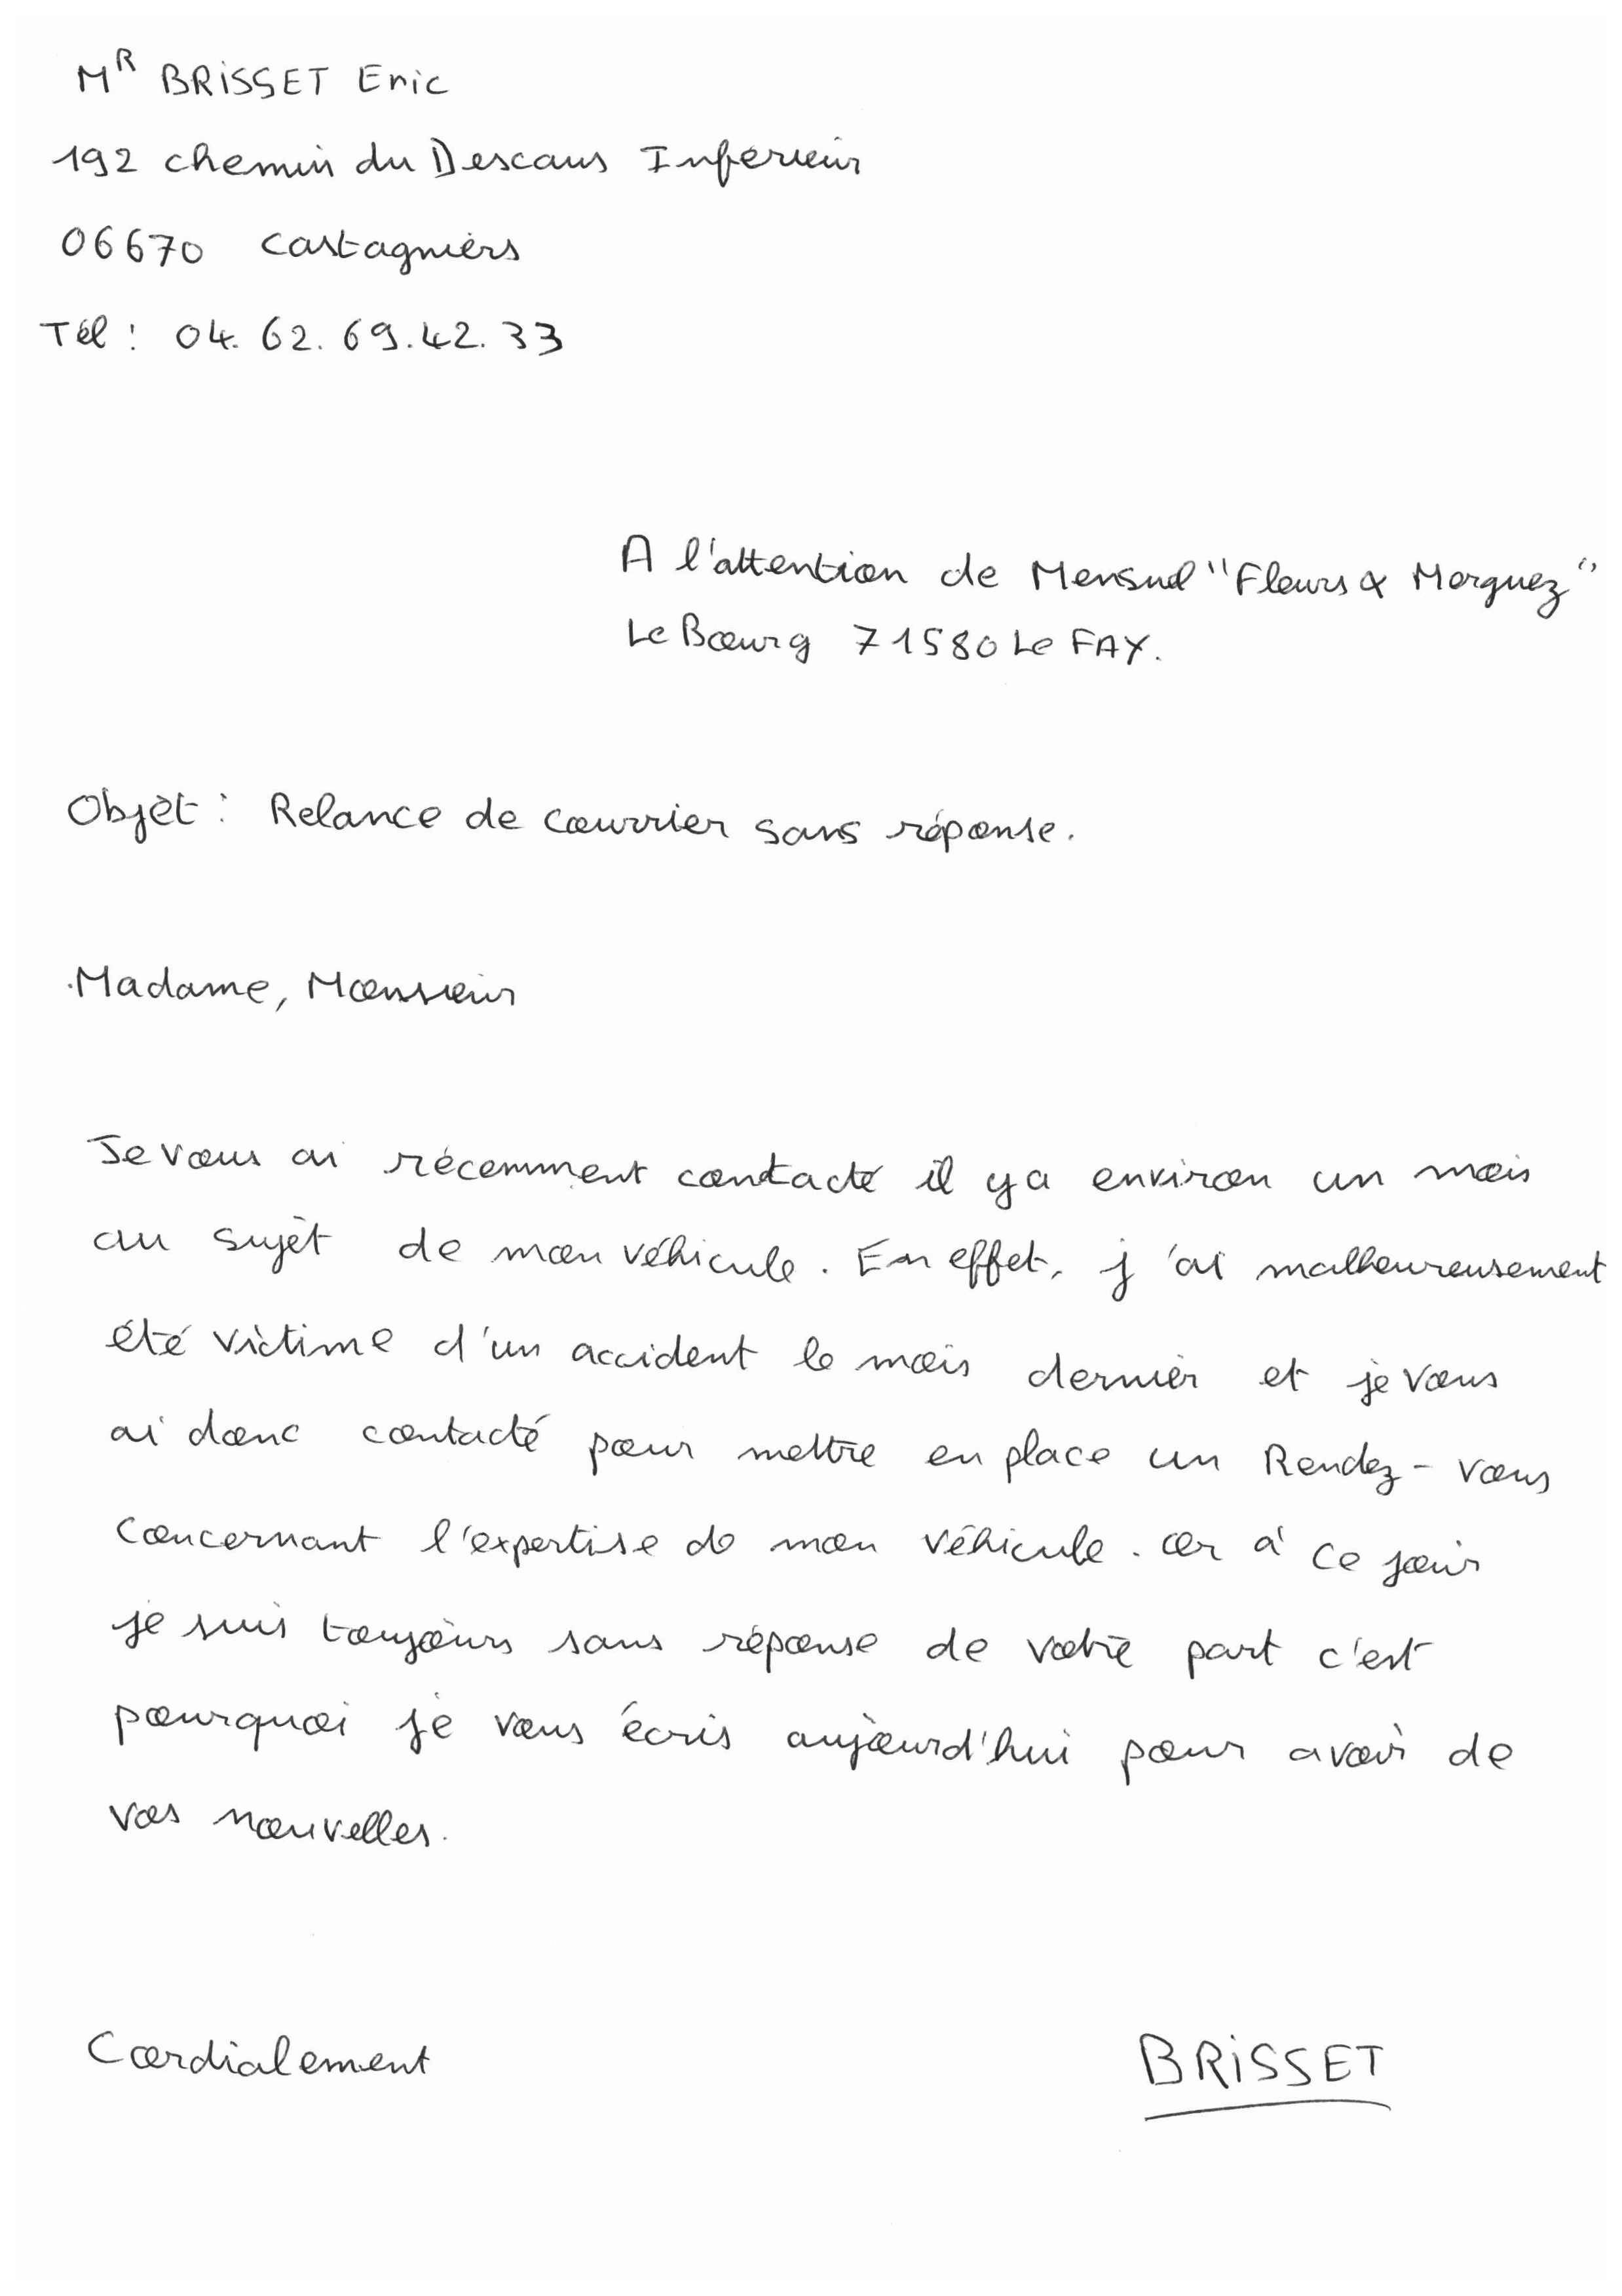 MR BRISSET Eric
192 chemin du Descaus Inférieur
06670 Castagniers
Tél : 04. 62. 69. 42. 33
A l'attention de Mensuel "Fleurs & Morguez"
Le Bourg 71580 Le FAY.
Objet : Relance de courrier sans réponse.
Madame, Monsieur
Je vous ai récemment contacté il y a environ un mois
au sujet de mon véhicule. En effet, j'ai malheureusement
été victime d'un accident le mois dernier et je vous
ai donc contacté pour mettre en place un Rendez-vous
concernant l'expertise de mon véhicule. or à ce jour
je suis toujours sans réponse de votre part c'est
pourquoi je vous écris aujourd'hui pour avoir de
vos nouvelles.
Cordialement
BRISSET